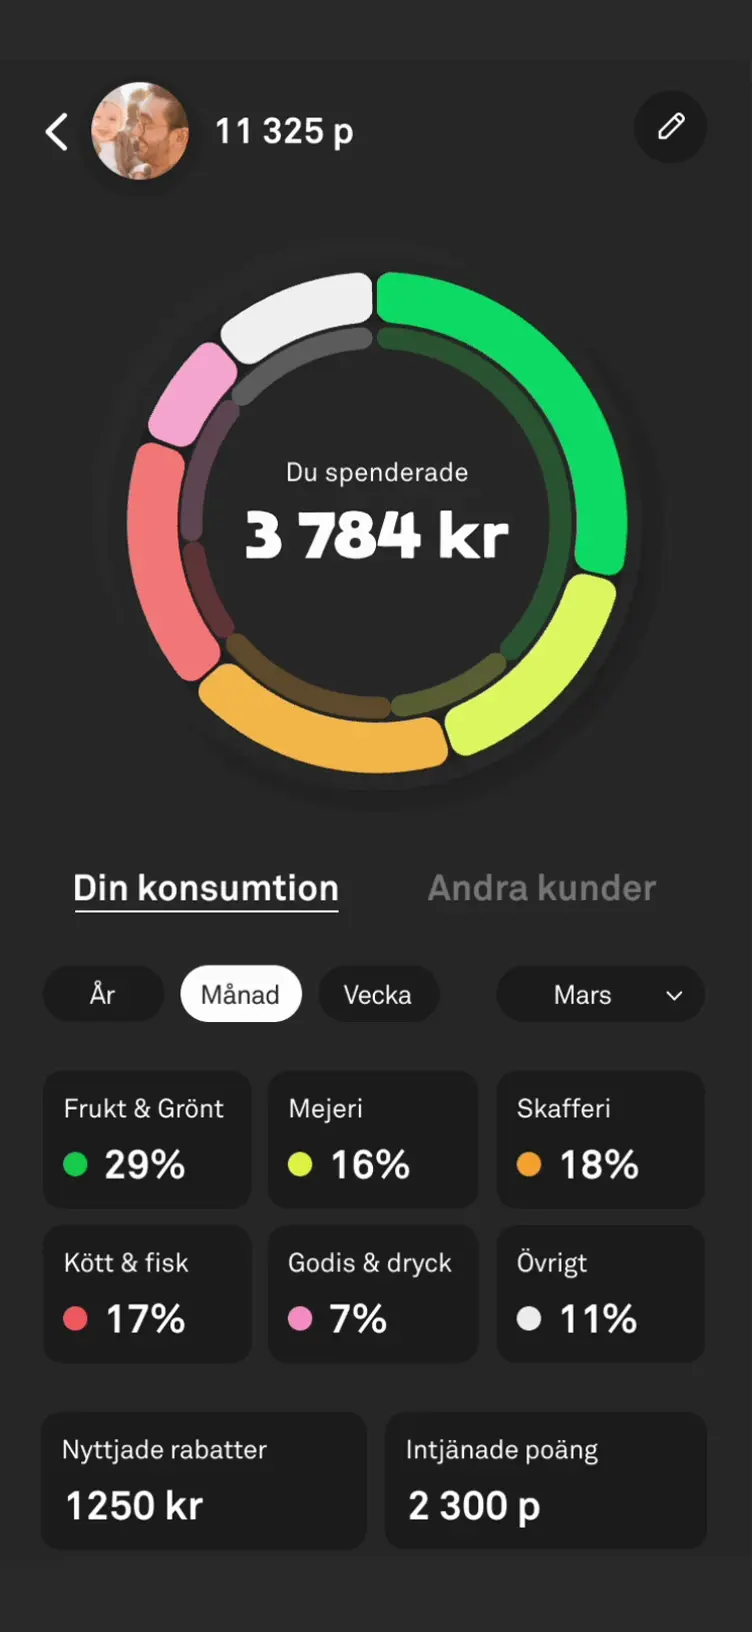 11 325 p
Du spenderade
3 784 kr
Din konsumtion
Andra kunder
År
Månad
Vecka
Mars
Frukt & Grönt
29%
Mejeri
16%
Skafferi
18%
Kött & fisk
17%
Godis & dryck
7%
Övrigt
11%
Nyttjade rabatter
1250 kr
Intjänade poäng
2 300 p